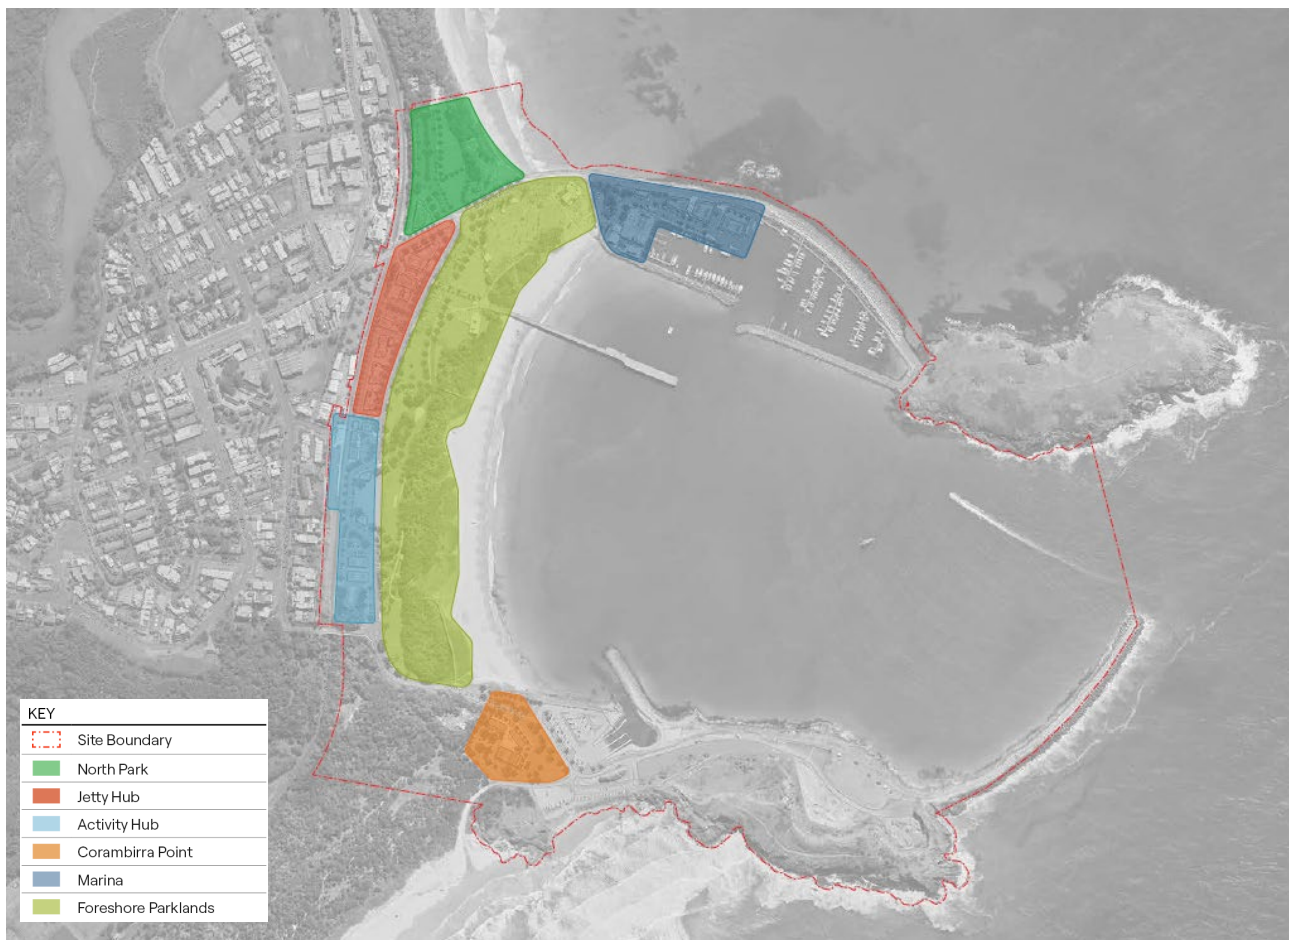 KEY
Site Boundary
North Park
Jetty Hub
Activity Hub
Corambirra Point
Marina
Foreshore Parklands